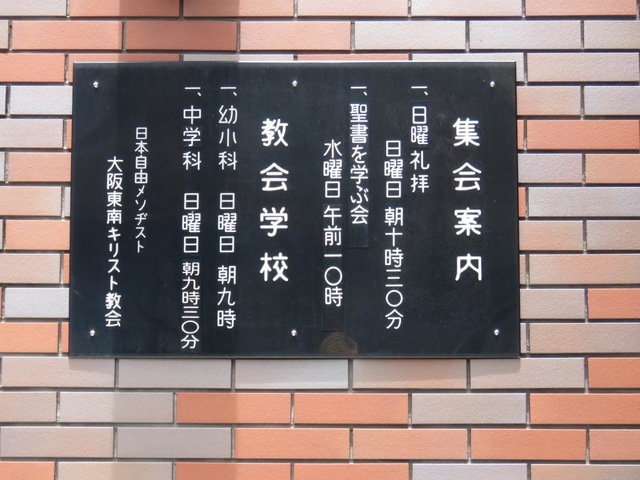 集会案内
一、日曜礼拝
日曜日 朝十時三〇分
一、聖書を学ぶ会
水曜日 午前一〇時
教会学校
一、幼小科 日曜日 朝九時
一、中学科 日曜日 朝九時三〇分
日本自由メソヂスト
大阪東南キリスト教会